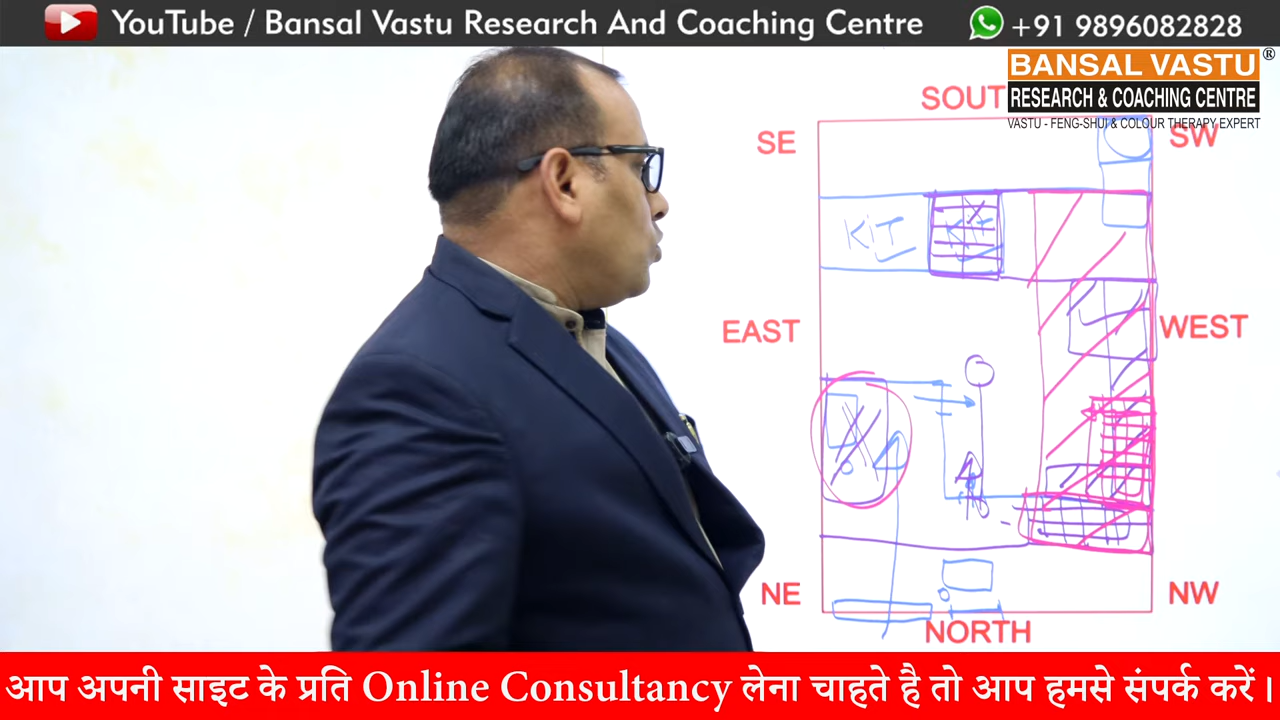 YouTube / Bansal Vastu Research And Coaching Centre
+91 9896082828
BANSAL VASTU®
RESEARCH & COACHING CENTRE
VASTU - FENG-SHUI & COLOUR THERAPY EXPERT
SOUT
SE
SW
KIT
KIT
EAST
WEST
NE
NW
NORTH
आप अपनी साइट के प्रति Online Consultancy लेना चाहते है तो आप हमसे संपर्क करें।